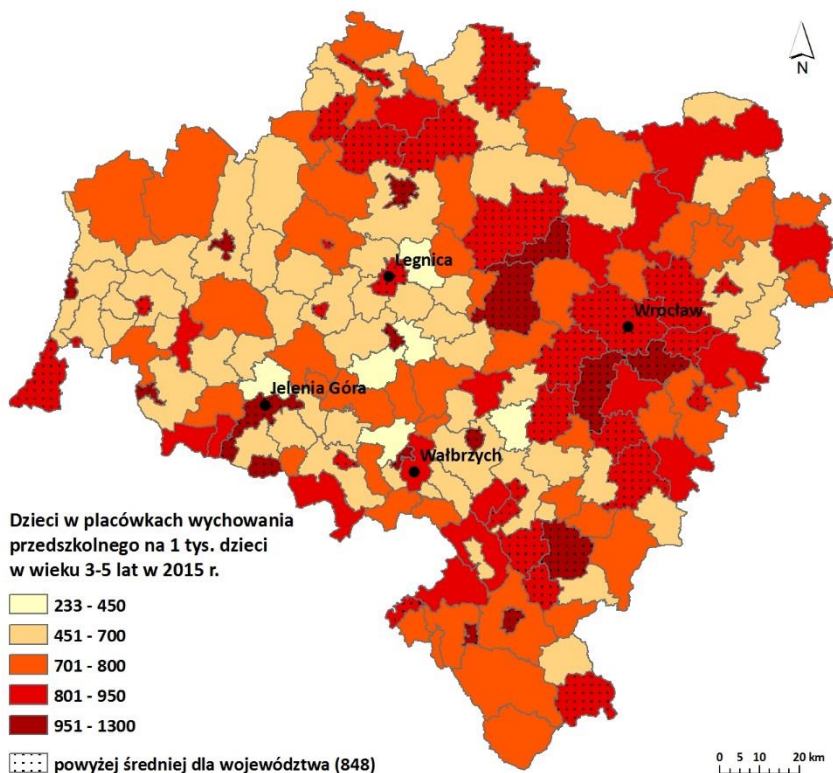 N
Legnica
Wrocław
Jelenia Góra
Wałbrzych
Dzieci w placówkach wychowania
przedszkolnego na 1 tys. dzieci
w wieku 3-5 lat w 2015 r.
233 - 450
451 - 700
701 - 800
801 - 950
951 - 1300
powyżej średniej dla województwa (848)
0 5 10 20 km